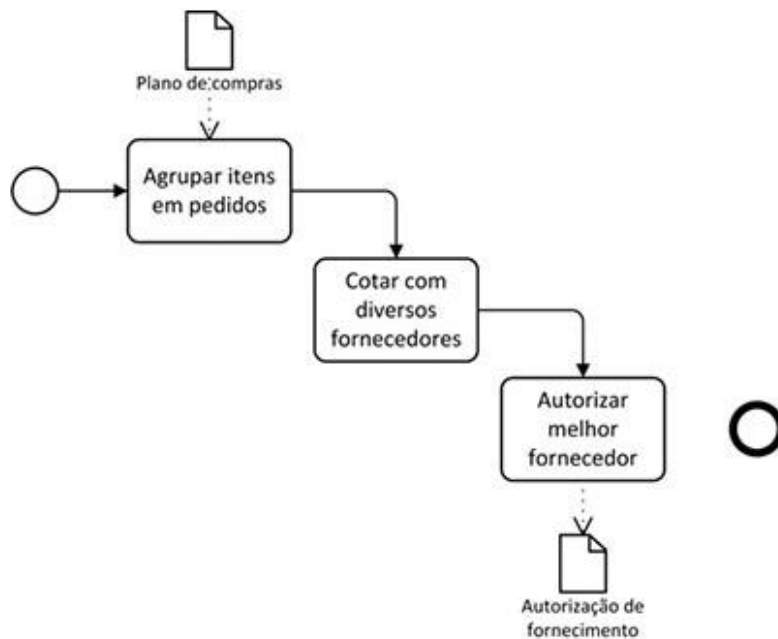 Plano de compras
Agrupar itens
em pedidos
Cotar com
diversos
fornecedores
Autorizar
melhor
fornecedor
Autorização de
fornecimento